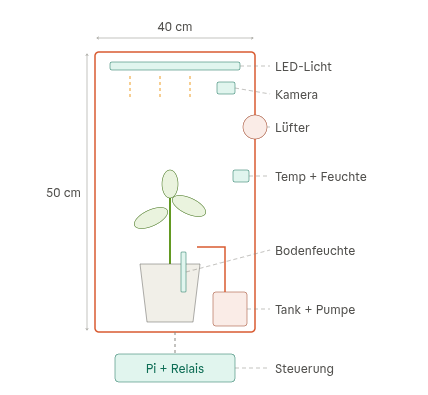 40 cm
LED-Licht
Kamera
Lüfter
Temp + Feuchte
50 cm
Bodenfeuchte
Tank + Pumpe
Pi + Relais
Steuerung